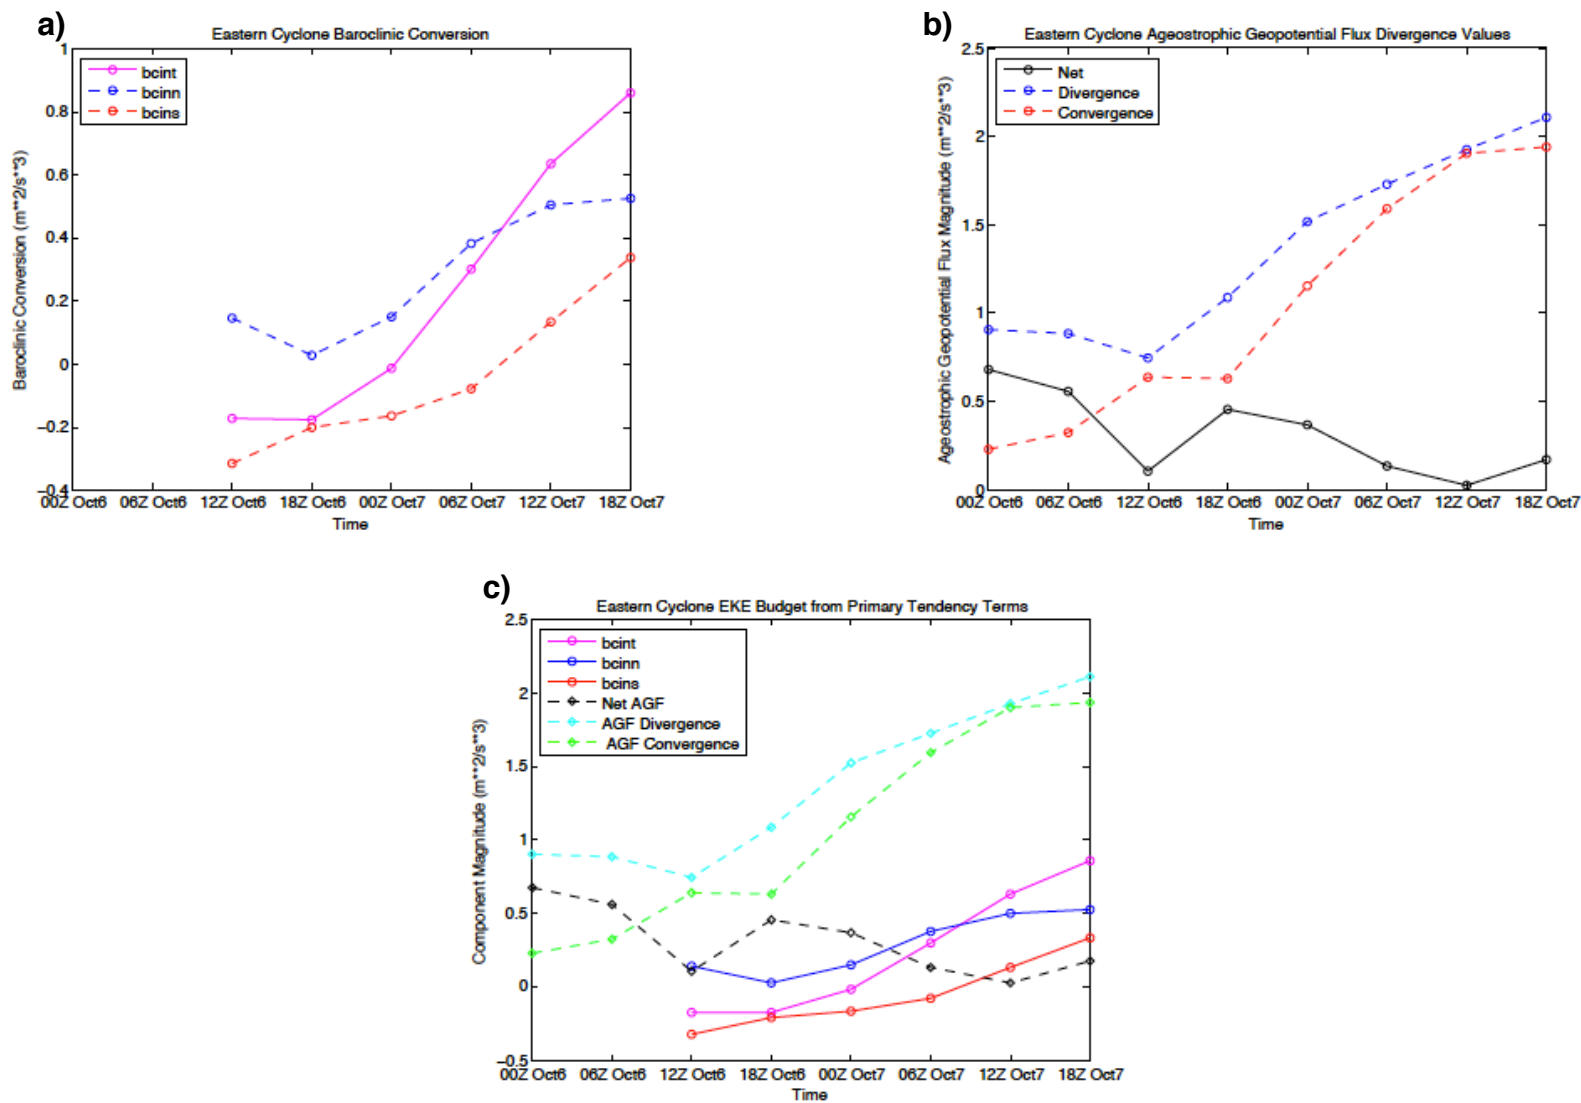 a)
Eastern Cyclone Baroclinic Conversion
bcint
bcinn
bcins
Baroclinic Conversion (m**2/s**3)
1
0.8
0.6
0.4
0.2
0
−0.2
−0.4
00Z Oct6 06Z Oct6 12Z Oct6 18Z Oct6 00Z Oct7 06Z Oct7 12Z Oct7 18Z Oct7
Time
b)
Eastern Cyclone Ageostrophic Geopotential Flux Divergence Values
Net
Divergence
Convergence
Ageostrophic Geopotential Flux Magnitude (m**2/s**3)
2.5
2
1.5
1
0.5
0
00Z Oct6 06Z Oct6 12Z Oct6 18Z Oct6 00Z Oct7 06Z Oct7 12Z Oct7 18Z Oct7
Time
c)
Eastern Cyclone EKE Budget from Primary Tendency Terms
bcint
bcinn
bcins
Net AGF
AGF Divergence
AGF Convergence
Component Magnitude (m**2/s**3)
2.5
2
1.5
1
0.5
0
−0.5
00Z Oct6 06Z Oct6 12Z Oct6 18Z Oct6 00Z Oct7 06Z Oct7 12Z Oct7 18Z Oct7
Time